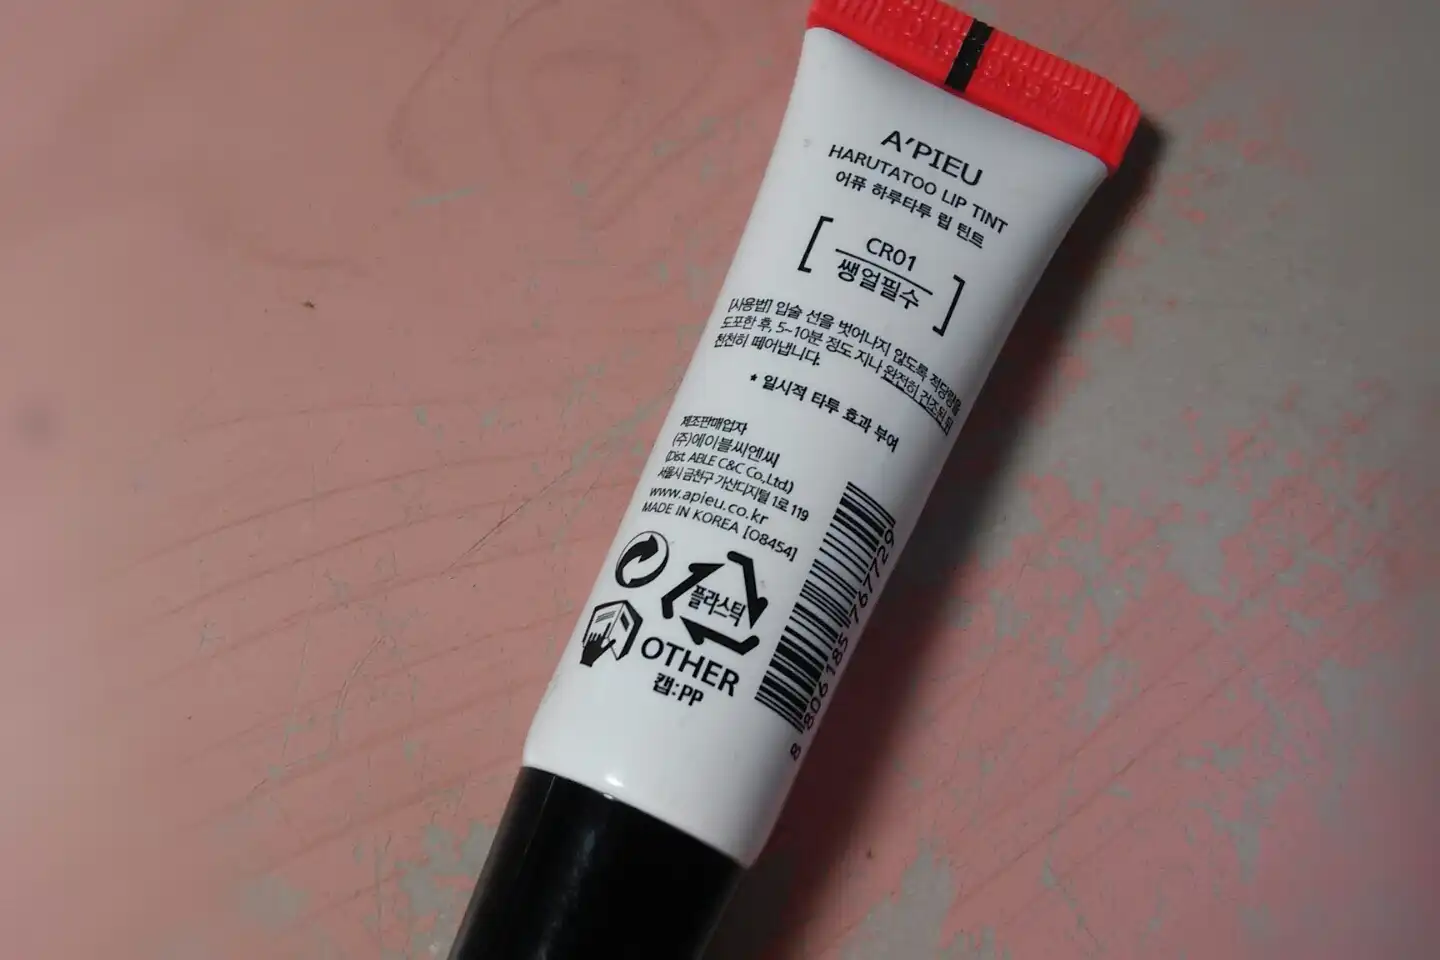 A'PIEU
HARUTATOO LIP TINT
어퓨 하루타투 립 틴트
CR01
쌩얼필수
[사용법] 입술 선을 벗어나지 않도록 적당량을
도포한 후, 5~10분 정도 지나 완전히 건조된 뒤
천천히 떼어냅니다.
* 일시적 타투 효과 부여
제조판매업자
(주)에이블씨엔씨
(Dist. ABLE C&C Co., Ltd.)
서울시 금천구 가산디지털 1로 119
www.apieu.co.kr
MADE IN KOREA [O8454]
플라스틱
OTHER
캡:PP
8 806185 767729